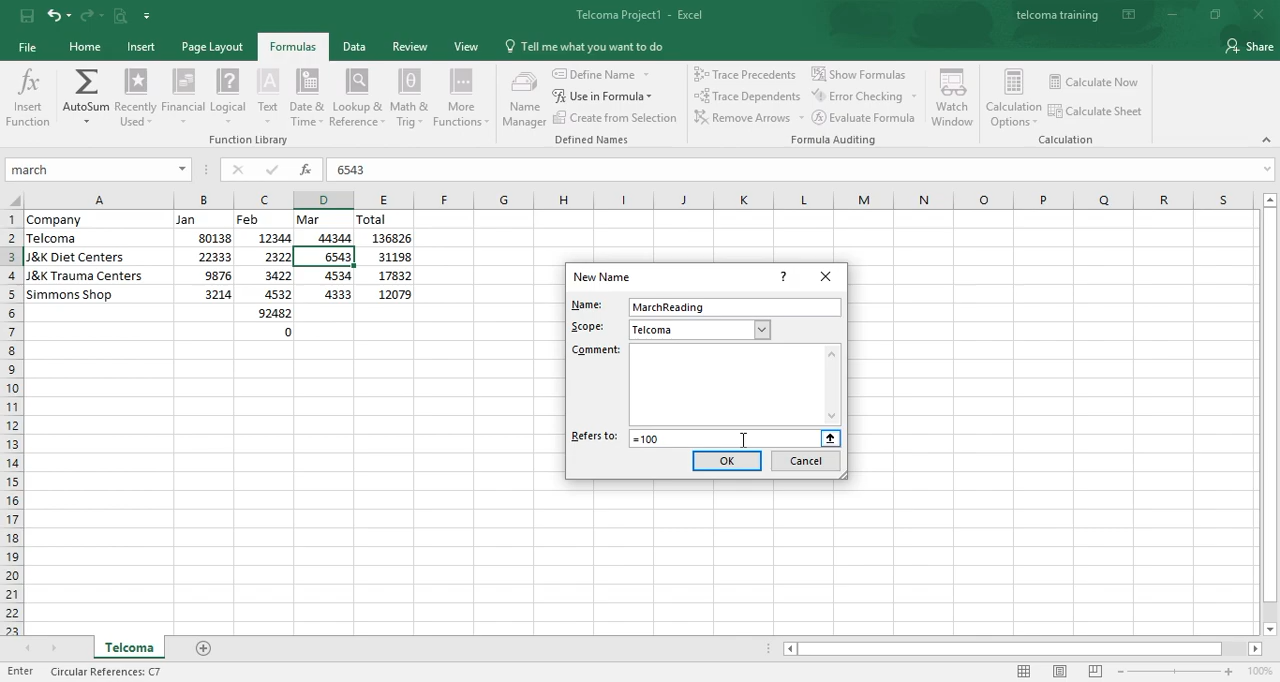 Telcoma Project1 - Excel
telcoma training
File Home Insert Page Layout Formulas Data Review View Tell me what you want to do Share
fx Insert Function
Σ AutoSum
Recently Used
Financial
Logical
A Text
Date & Time
Lookup & Reference
θ Math & Trig
More Functions
Function Library
Name Manager
Define Name
Use in Formula
Create from Selection
Defined Names
Trace Precedents
Trace Dependents
Remove Arrows
Show Formulas
Error Checking
Evaluate Formula
Formula Auditing
Watch Window
Calculation Options
Calculate Now
Calculate Sheet
Calculation
march fx 6543
A B C D E F G H I J K L M N O P Q R S
1 Company Jan Feb Mar Total
2 Telcoma 80138 12344 44344 136826
3 J&K Diet Centers 22333 2322 6543 31198
4 J&K Trauma Centers 9876 3422 4534 17832
5 Simmons Shop 3214 4532 4333 12079
6 92482
7 0
8
9
10
11
12
13
14
15
16
17
18
19
20
21
22
23
New Name ?
Name: MarchReading
Scope: Telcoma
Comment:
Refers to: =100
OK Cancel
Telcoma
Enter Circular References: C7 100%